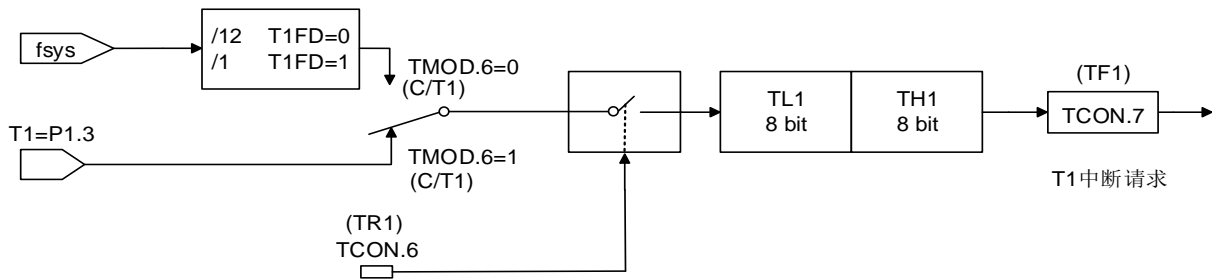 fsys
/12 T1FD=0
/1 T1FD=1
TMOD.6=0
(C/T1)
T1=P1.3
TMOD.6=1
(C/T1)
(TR1)
TCON.6
TL1
8 bit
TH1
8 bit
(TF1)
TCON.7
T1中断请求